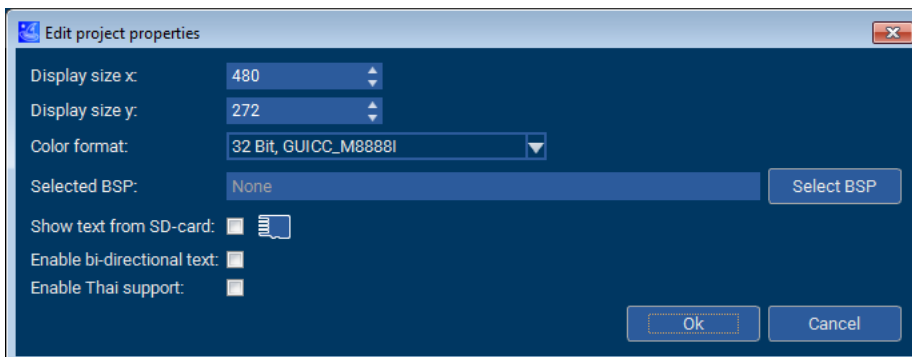 Edit project properties
Display size x: 480
Display size y: 272
Color format: 32 Bit, GUICC_M8888I
Selected BSP: None Select BSP
Show text from SD-card:
Enable bi-directional text:
Enable Thai support:
Ok Cancel